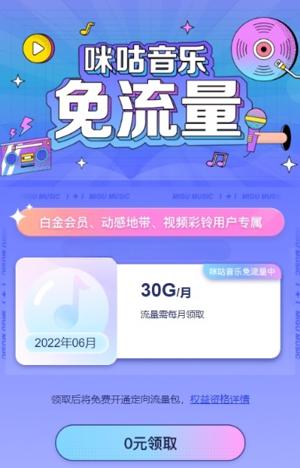 咪咕音乐
免流量
MIGU MUSIC
MIGU MUSIC
MIGU MUSIC
白金会员、动感地带、视频彩铃用户专属
咪咕音乐免流量中
30G/月
流量需每月领取
2022年06月
领取后将免费开通定向流量包，权益资格详情
0元领取